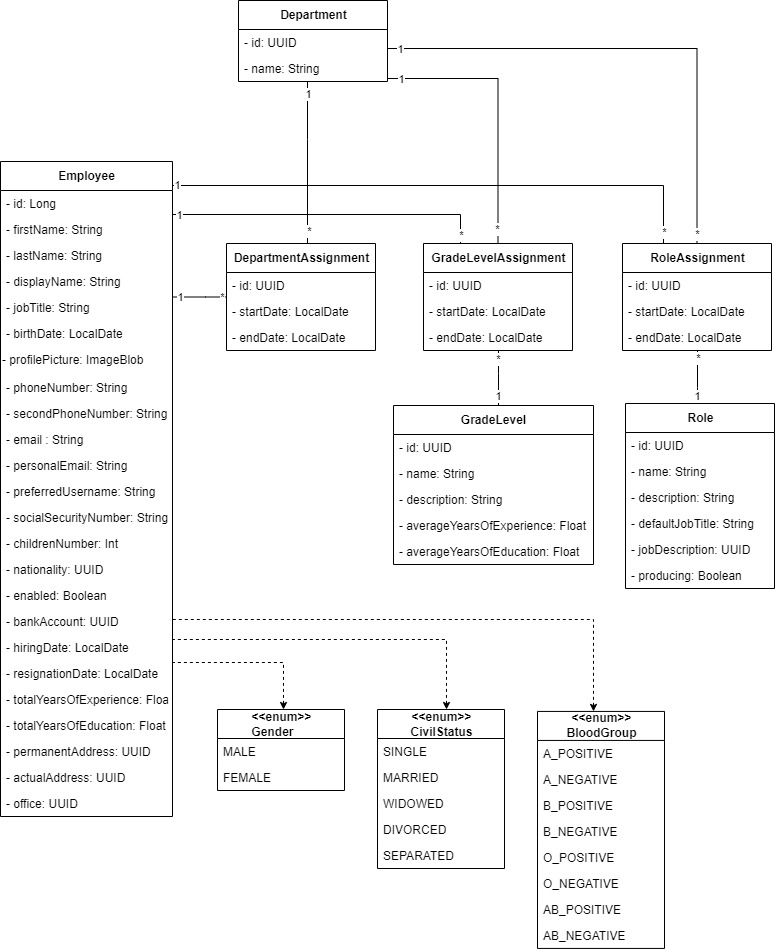 Department
- id: UUID
- name: String
1
1
1
Employee
- id: Long
- firstName: String
- lastName: String
- displayName: String
- jobTitle: String
- birthDate: LocalDate
- profilePicture: ImageBlob
- phoneNumber: String
- secondPhoneNumber: String
- email : String
- personalEmail: String
- preferredUsername: String
- socialSecurityNumber: String
- childrenNumber: Int
- nationality: UUID
- enabled: Boolean
- bankAccount: UUID
- hiringDate: LocalDate
- resignationDate: LocalDate
- totalYearsOfExperience: Floa
- totalYearsOfEducation: Float
- permanentAddress: UUID
- actualAddress: UUID
- office: UUID
1
1
1
*
*
*
*
*
*
DepartmentAssignment
- id: UUID
- startDate: LocalDate
- endDate: LocalDate
GradeLevelAssignment
- id: UUID
- startDate: LocalDate
- endDate: LocalDate
RoleAssignment
- id: UUID
- startDate: LocalDate
- endDate: LocalDate
*
1
*
1
GradeLevel
- id: UUID
- name: String
- description: String
- averageYearsOfExperience: Float
- averageYearsOfEducation: Float
Role
- id: UUID
- name: String
- description: String
- defaultJobTitle: String
- jobDescription: UUID
- producing: Boolean
<<enum>>
Gender
MALE
FEMALE
<<enum>>
CivilStatus
SINGLE
MARRIED
WIDOWED
DIVORCED
SEPARATED
<<enum>>
BloodGroup
A_POSITIVE
A_NEGATIVE
B_POSITIVE
B_NEGATIVE
O_POSITIVE
O_NEGATIVE
AB_POSITIVE
AB_NEGATIVE